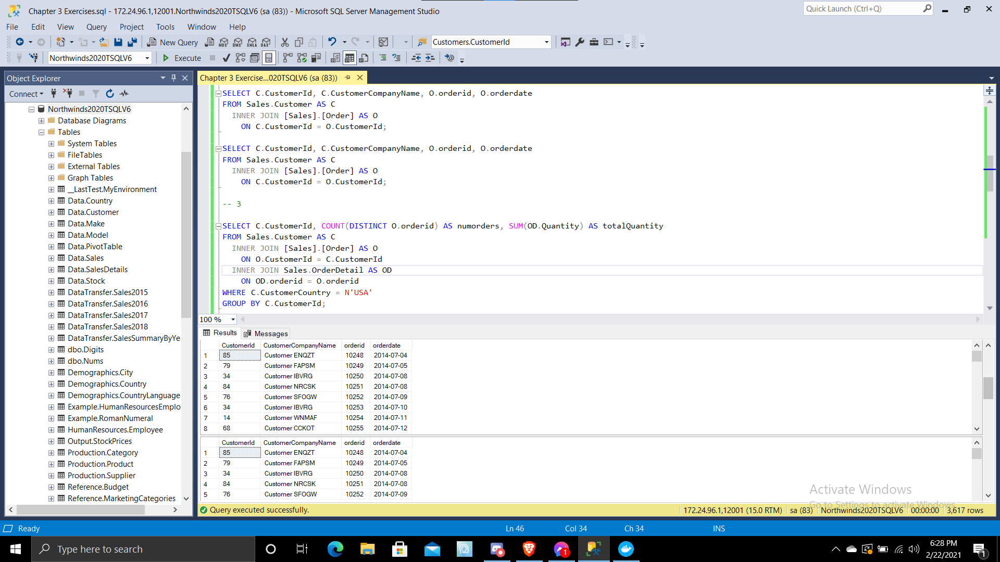 Chapter 3 Exercises.sql - 172.24.96.1,12001.Northwinds2020TSQLV6 (sa (83)) - Microsoft SQL Server Management Studio
Quick Launch (Ctrl+Q)
File Edit View Query Project Tools Window Help
New Query
MDX DMX XMLA DAX
Customers.CustomerId
Northwinds2020TSQLV6
Execute
Object Explorer
Connect
Northwinds2020TSQLV6
Database Diagrams
Tables
System Tables
FileTables
External Tables
Graph Tables
__LastTest.MyEnvironment
Data.Country
Data.Customer
Data.Make
Data.Model
Data.PivotTable
Data.Sales
Data.SalesDetails
Data.Stock
DataTransfer.Sales2015
DataTransfer.Sales2016
DataTransfer.Sales2017
DataTransfer.Sales2018
DataTransfer.SalesSummaryByYe
dbo.Digits
dbo.Nums
Demographics.City
Demographics.Country
Demographics.CountryLanguage
Example.HumanResourcesEmplo
Example.RomanNumeral
HumanResources.Employee
Output.StockPrices
Production.Category
Production.Product
Production.Supplier
Reference.Budget
Reference.MarketingCategories
Chapter 3 Exercise...020TSQLV6 (sa (83))
SELECT C.CustomerId, C.CustomerCompanyName, O.orderid, O.orderdate
FROM Sales.Customer AS C
INNER JOIN [Sales].[Order] AS O
ON C.CustomerId = O.CustomerId;
SELECT C.CustomerId, C.CustomerCompanyName, O.orderid, O.orderdate
FROM Sales.Customer AS C
INNER JOIN [Sales].[Order] AS O
ON C.CustomerId = O.CustomerId;
-- 3
SELECT C.CustomerId, COUNT(DISTINCT O.orderid) AS numorders, SUM(OD.Quantity) AS totalQuantity
FROM Sales.Customer AS C
INNER JOIN [Sales].[Order] AS O
ON O.CustomerId = C.CustomerId
INNER JOIN Sales.OrderDetail AS OD
ON OD.orderid = O.orderid
WHERE C.CustomerCountry = N'USA'
GROUP BY C.CustomerId;
100 %
Results Messages
CustomerId CustomerCompanyName orderid orderdate
1 85 Customer ENQZT 10248 2014-07-04
2 79 Customer FAPSM 10249 2014-07-05
3 34 Customer IBVRG 10250 2014-07-08
4 84 Customer NRCSK 10251 2014-07-08
5 76 Customer SFOGW 10252 2014-07-09
6 34 Customer IBVRG 10253 2014-07-10
7 14 Customer WNMAF 10254 2014-07-11
8 68 Customer CCKOT 10255 2014-07-12
CustomerId CustomerCompanyName orderid orderdate
1 85 Customer ENQZT 10248 2014-07-04
2 79 Customer FAPSM 10249 2014-07-05
3 34 Customer IBVRG 10250 2014-07-08
4 84 Customer NRCSK 10251 2014-07-08
5 76 Customer SFOGW 10252 2014-07-09
Activate Windows
Go to Settings to activate Windows.
Query executed successfully.
172.24.96.1,12001 (15.0 RTM) sa (83) Northwinds2020TSQLV6 00:00:00 3,617 rows
Ready Ln 46 Col 34 Ch 34 INS
Type here to search
1
6:28 PM
2/22/2021
1